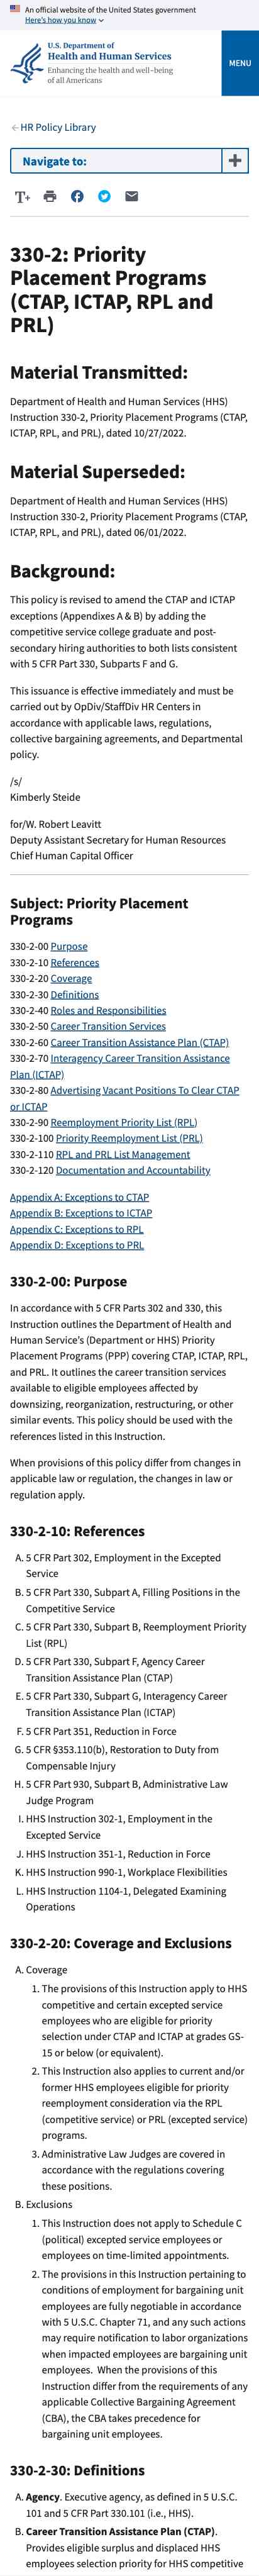 An official website of the United States government
Here's how you know
U.S. Department of
Health and Human Services
Enhancing the health and well-being
of all Americans
MENU
HR Policy Library
Navigate to:
T+
330-2: Priority
Placement Programs
(CTAP, ICTAP, RPL and
PRL)
Material Transmitted:
Department of Health and Human Services (HHS)
Instruction 330-2, Priority Placement Programs (CTAP,
ICTAP, RPL, and PRL), dated 10/27/2022.
Material Superseded:
Department of Health and Human Services (HHS)
Instruction 330-2, Priority Placement Programs (CTAP,
ICTAP, RPL, and PRL), dated 06/01/2022.
Background:
This policy is revised to amend the CTAP and ICTAP
exceptions (Appendixes A & B) by adding the
competitive service college graduate and post-
secondary hiring authorities to both lists consistent
with 5 CFR Part 330, Subparts F and G.
This issuance is effective immediately and must be
carried out by OpDiv/StaffDiv HR Centers in
accordance with applicable laws, regulations,
collective bargaining agreements, and Departmental
policy.
/s/
Kimberly Steide
for/W. Robert Leavitt
Deputy Assistant Secretary for Human Resources
Chief Human Capital Officer
Subject: Priority Placement
Programs
330-2-00 Purpose
330-2-10 References
330-2-20 Coverage
330-2-30 Definitions
330-2-40 Roles and Responsibilities
330-2-50 Career Transition Services
330-2-60 Career Transition Assistance Plan (CTAP)
330-2-70 Interagency Career Transition Assistance
Plan (ICTAP)
330-2-80 Advertising Vacant Positions To Clear CTAP
or ICTAP
330-2-90 Reemployment Priority List (RPL)
330-2-100 Priority Reemployment List (PRL)
330-2-110 RPL and PRL List Management
330-2-120 Documentation and Accountability
Appendix A: Exceptions to CTAP
Appendix B: Exceptions to ICTAP
Appendix C: Exceptions to RPL
Appendix D: Exceptions to PRL
330-2-00: Purpose
In accordance with 5 CFR Parts 302 and 330, this
Instruction outlines the Department of Health and
Human Service's (Department or HHS) Priority
Placement Programs (PPP) covering CTAP, ICTAP, RPL,
and PRL. It outlines the career transition services
available to eligible employees affected by
downsizing, reorganization, restructuring, or other
similar events. This policy should be used with the
references listed in this Instruction.
When provisions of this policy differ from changes in
applicable law or regulation, the changes in law or
regulation apply.
330-2-10: References
A. 5 CFR Part 302, Employment in the Excepted
Service
B. 5 CFR Part 330, Subpart A, Filling Positions in the
Competitive Service
C. 5 CFR Part 330, Subpart B, Reemployment Priority
List (RPL)
D. 5 CFR Part 330, Subpart F, Agency Career
Transition Assistance Plan (CTAP)
E. 5 CFR Part 330, Subpart G, Interagency Career
Transition Assistance Plan (ICTAP)
F. 5 CFR Part 351, Reduction in Force
G. 5 CFR §353.110(b), Restoration to Duty from
Compensable Injury
H. 5 CFR Part 930, Subpart B, Administrative Law
Judge Program
I. HHS Instruction 302-1, Employment in the
Excepted Service
J. HHS Instruction 351-1, Reduction in Force
K. HHS Instruction 990-1, Workplace Flexibilities
L. HHS Instruction 1104-1, Delegated Examining
Operations
330-2-20: Coverage and Exclusions
A. Coverage
1. The provisions of this Instruction apply to HHS
competitive and certain excepted service
employees who are eligible for priority
selection under CTAP and ICTAP at grades GS-
15 or below (or equivalent).
2. This Instruction also applies to current and/or
former HHS employees eligible for priority
reemployment consideration via the RPL
(competitive service) or PRL (excepted service)
programs.
3. Administrative Law Judges are covered in
accordance with the regulations covering
these positions.
B. Exclusions
1. This Instruction does not apply to Schedule C
(political) excepted service employees or
employees on time-limited appointments.
2. The provisions in this Instruction pertaining to
conditions of employment for bargaining unit
employees are fully negotiable in accordance
with 5 U.S.C. Chapter 71, and any such actions
may require notification to labor organizations
when impacted employees are bargaining unit
employees. When the provisions of this
Instruction differ from the requirements of any
applicable Collective Bargaining Agreement
(CBA), the CBA takes precedence for
bargaining unit employees.
330-2-30: Definitions
A. Agency. Executive agency, as defined in 5 U.S.C.
101 and 5 CFR Part 330.101 (i.e., HHS).
B. Career Transition Assistance Plan (CTAP).
Provides eligible surplus and displaced HHS
employees selection priority for HHS competitive